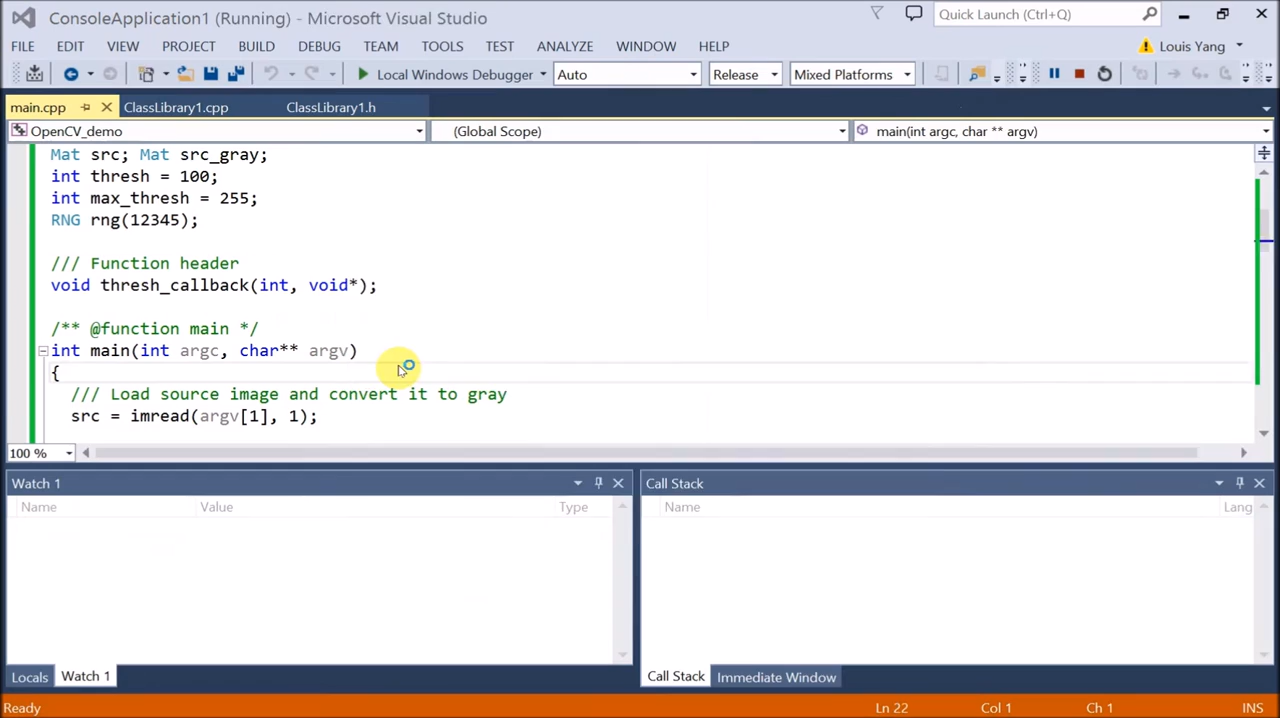 ConsoleApplication1 (Running) - Microsoft Visual Studio
Quick Launch (Ctrl+Q)
FILE EDIT VIEW PROJECT BUILD DEBUG TEAM TOOLS TEST ANALYZE WINDOW HELP
Louis Yang
Local Windows Debugger Auto Release Mixed Platforms
main.cpp ClassLibrary1.cpp ClassLibrary1.h
OpenCV_demo (Global Scope) main(int argc, char ** argv)
Mat src; Mat src_gray;
int thresh = 100;
int max_thresh = 255;
RNG rng(12345);
/// Function header
void thresh_callback(int, void*);
/** @function main */
int main(int argc, char** argv)
{
/// Load source image and convert it to gray
src = imread(argv[1], 1);
100 %
Watch 1
Name Value Type
Call Stack
Name Lang
Locals Watch 1
Call Stack Immediate Window
Ready Ln 22 Col 1 Ch 1 INS